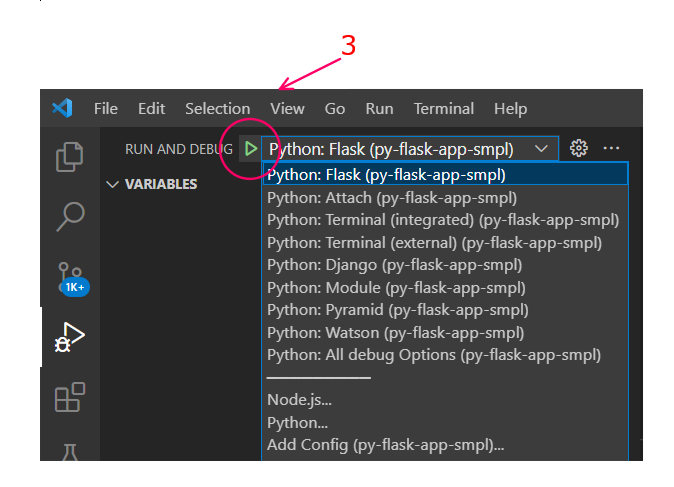 3
File Edit Selection View Go Run Terminal Help
RUN AND DEBUG Python: Flask (py-flask-app-smpl) ...
VARIABLES
Python: Flask (py-flask-app-smpl)
Python: Attach (py-flask-app-smpl)
Python: Terminal (integrated) (py-flask-app-smpl)
Python: Terminal (external) (py-flask-app-smpl)
Python: Django (py-flask-app-smpl)
Python: Module (py-flask-app-smpl)
Python: Pyramid (py-flask-app-smpl)
Python: Watson (py-flask-app-smpl)
Python: All debug Options (py-flask-app-smpl)
Node.js...
Python...
Add Config (py-flask-app-smpl)...
1K+